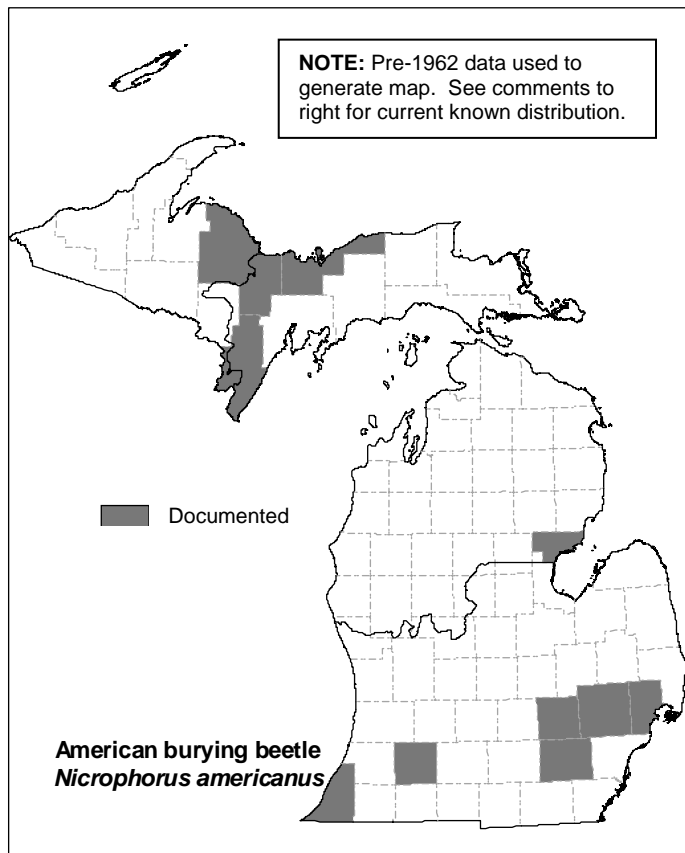 NOTE: Pre-1962 data used to
generate map. See comments to
right for current known distribution.
Documented
American burying beetle
Nicrophorus americanus